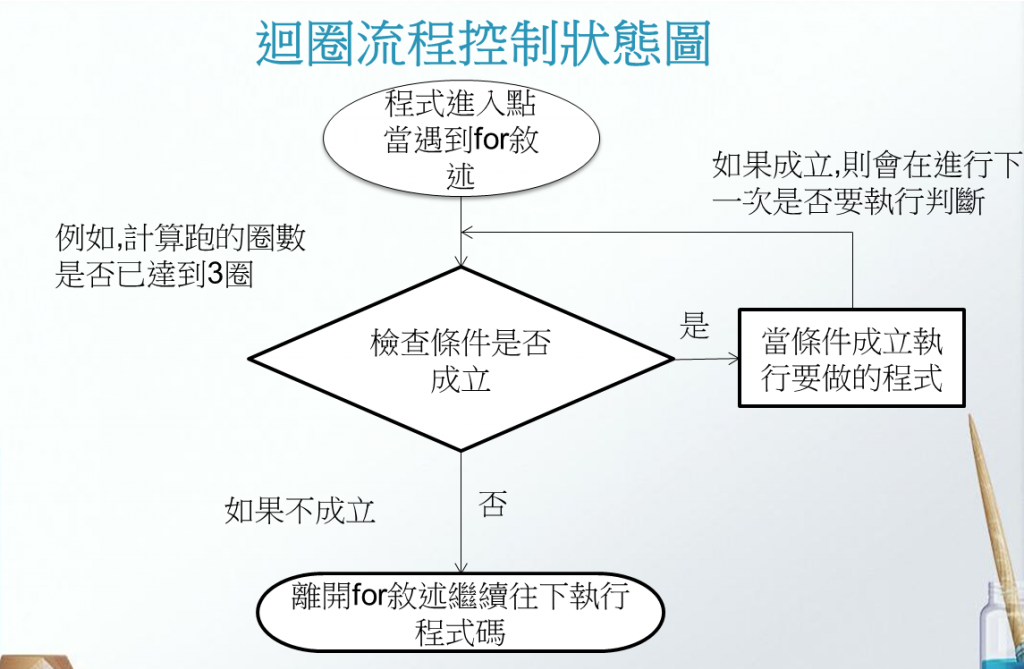 迴圈流程控制狀態圖
程式進入點
當遇到for敘
述
如果成立,則會在進行下
一次是否要執行判斷
例如,計算跑的圈數
是否已達到3圈
檢查條件是否
成立
是
當條件成立執
行要做的程式
如果不成立
否
離開for敘述繼續往下執行
程式碼